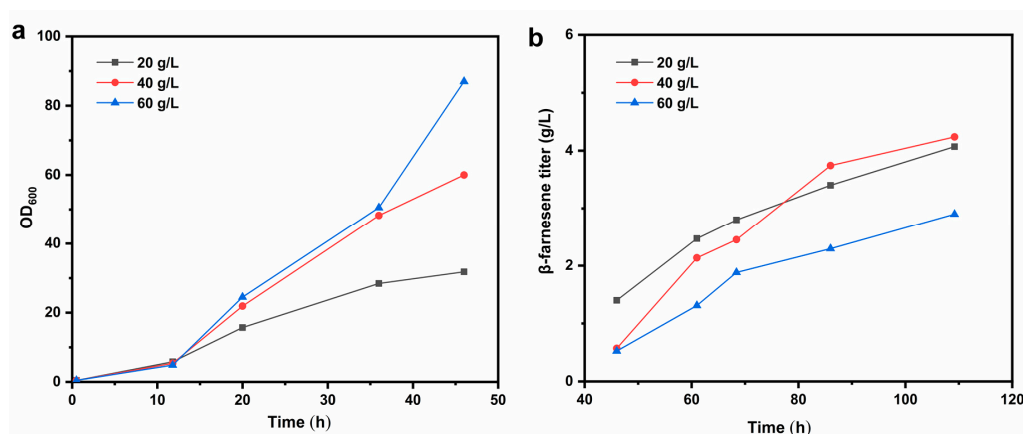 a
100
80
60
40
20
0
OD600
20 g/L
40 g/L
60 g/L
0 10 20 30 40 50
Time (h)
b
6
4
2
0
β-farnesene titer (g/L)
20 g/L
40 g/L
60 g/L
40 60 80 100 120
Time (h)